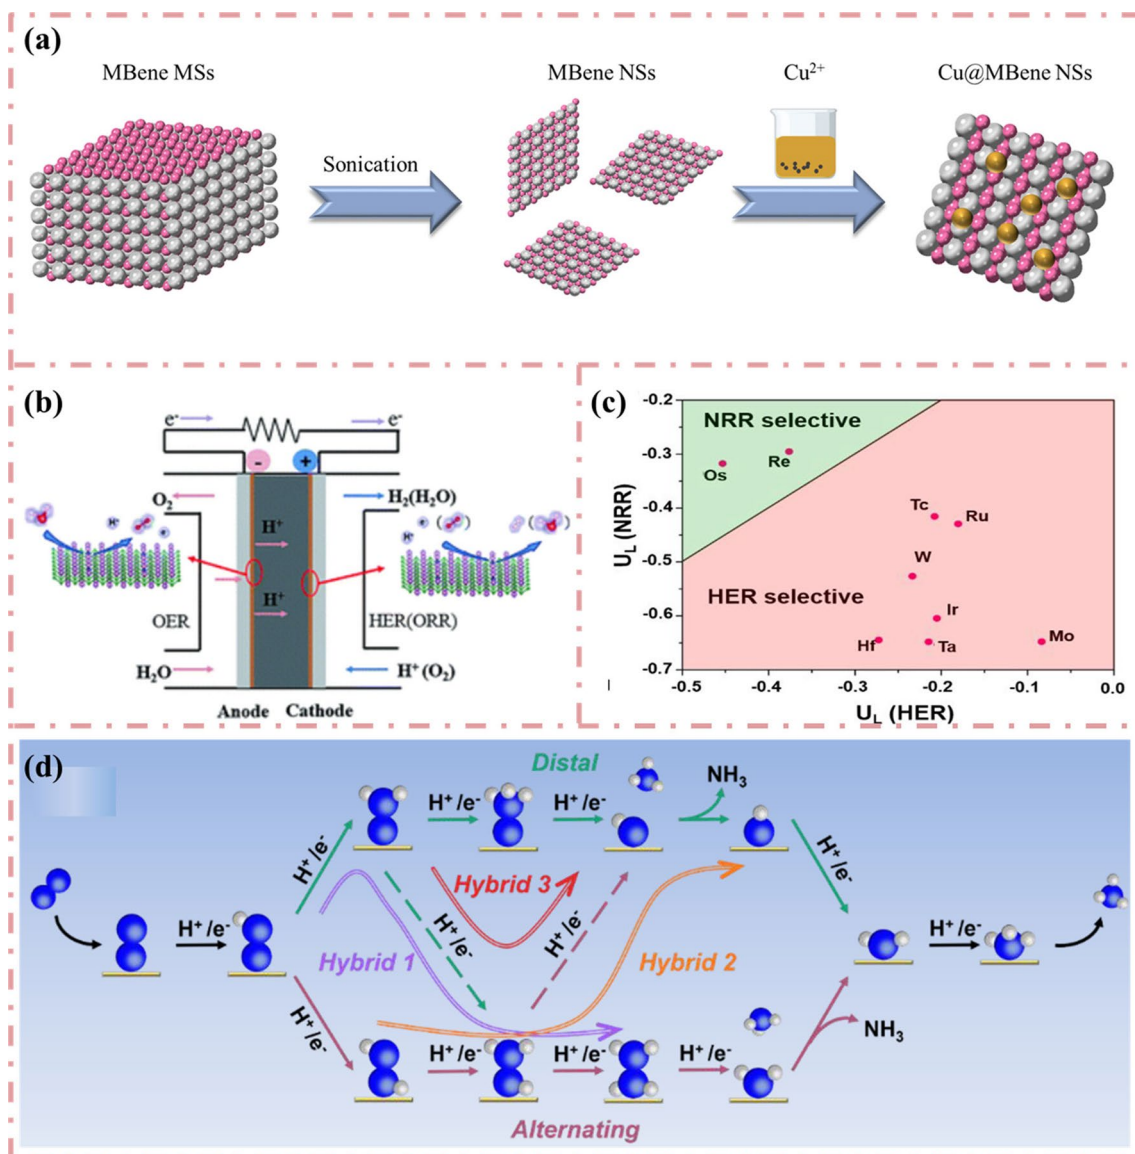 (a)
MBene MSs
MBene NSs
Cu²⁺
Cu@MBene NSs
Sonication
(b)
e⁻
e⁻
-
+
O₂
H₂(H₂O)
H⁺
H⁺
e⁻
e⁻
H⁺
OER
HER(ORR)
H₂O
H⁺(O₂)
Anode
Cathode
(c)
-0.2
-0.3
-0.4
-0.5
-0.6
-0.7
U_L (NRR)
NRR selective
Os
Re
Tc
Ru
W
HER selective
Ir
Hf
Ta
Mo
-0.5
-0.4
-0.3
-0.2
-0.1
0.0
U_L (HER)
(d)
Distal
NH₃
H⁺/e⁻
H⁺/e⁻
H⁺/e⁻
H⁺/e⁻
Hybrid 3
H⁺/e⁻
H⁺/e⁻
H⁺/e⁻
H⁺/e⁻
Hybrid 1
Hybrid 2
H⁺/e⁻
H⁺/e⁻
H⁺/e⁻
H⁺/e⁻
NH₃
Alternating